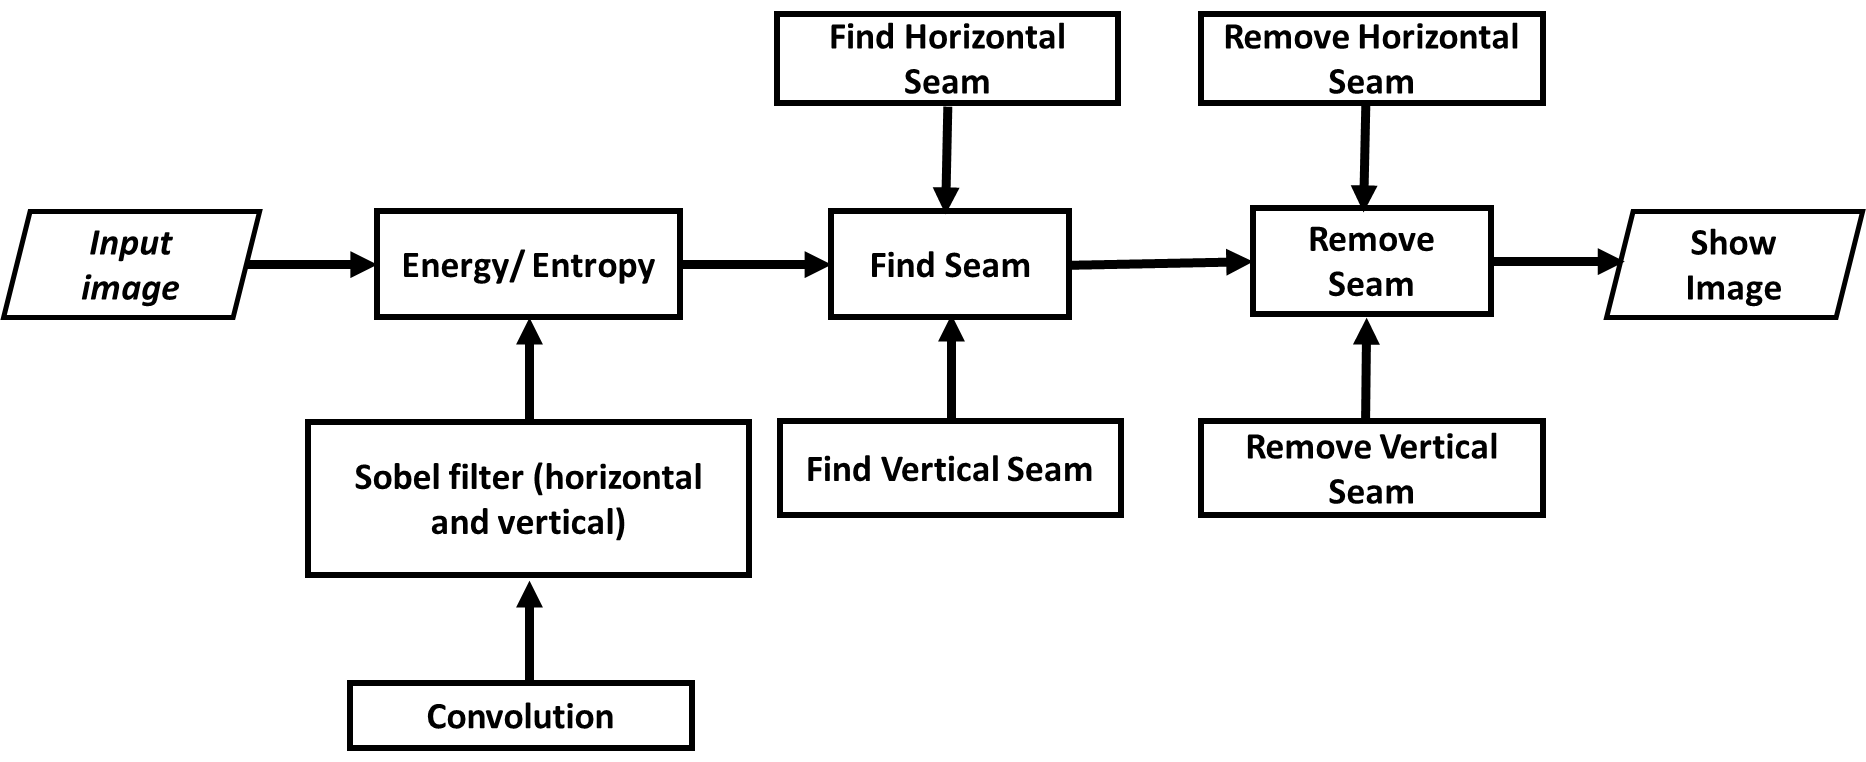 Find Horizontal
Seam
Remove Horizontal
Seam
Input
image
Energy/ Entropy
Find Seam
Remove
Seam
Show
Image
Sobel filter (horizontal
and vertical)
Find Vertical Seam
Remove Vertical
Seam
Convolution